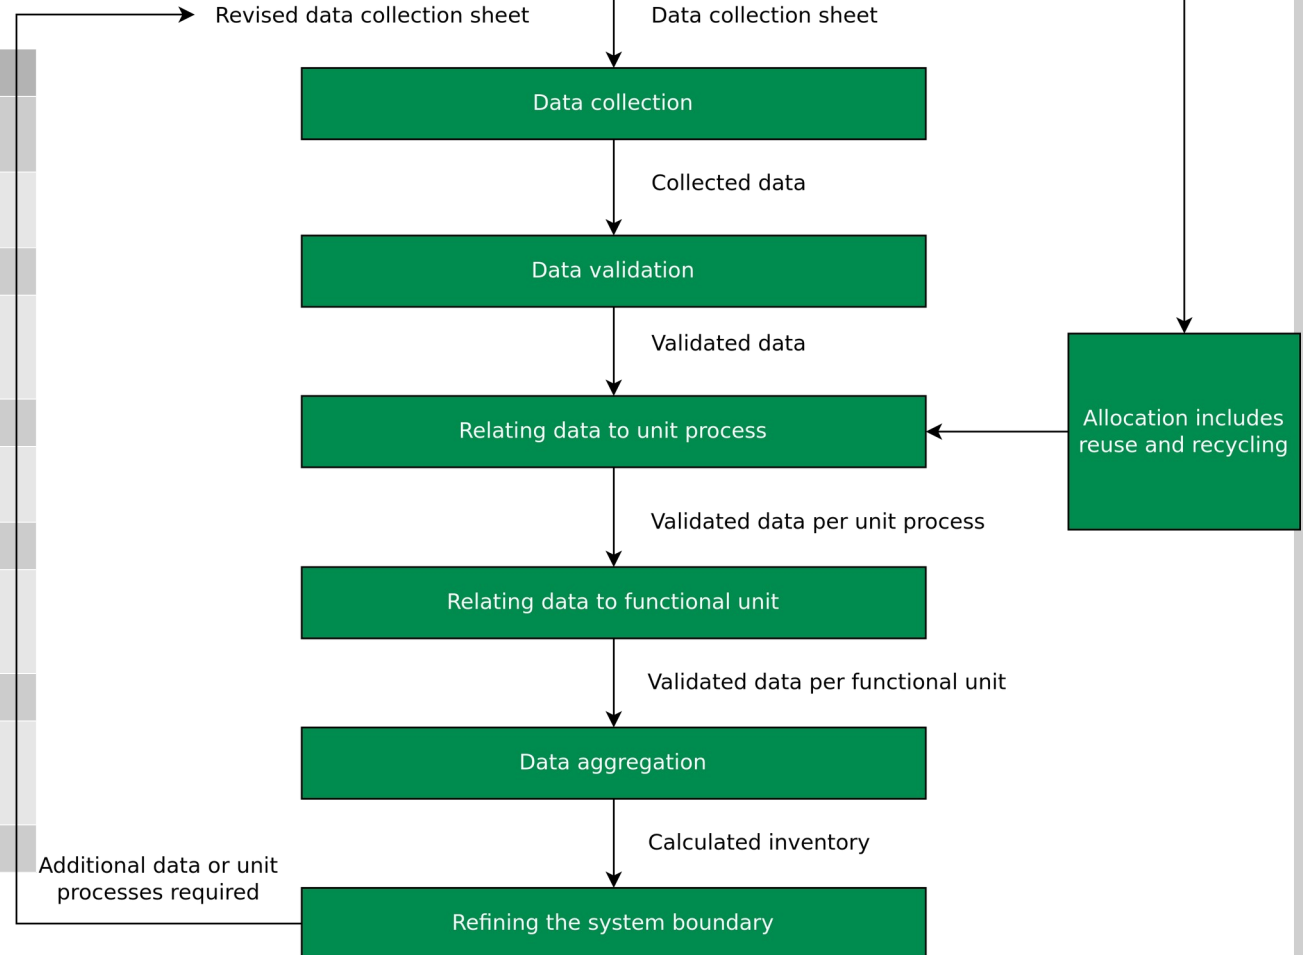 Revised data collection sheet
Data collection sheet
Data collection
Collected data
Data validation
Validated data
Relating data to unit process
Allocation includes
reuse and recycling
Validated data per unit process
Relating data to functional unit
Validated data per functional unit
Data aggregation
Calculated inventory
Additional data or unit
processes required
Refining the system boundary